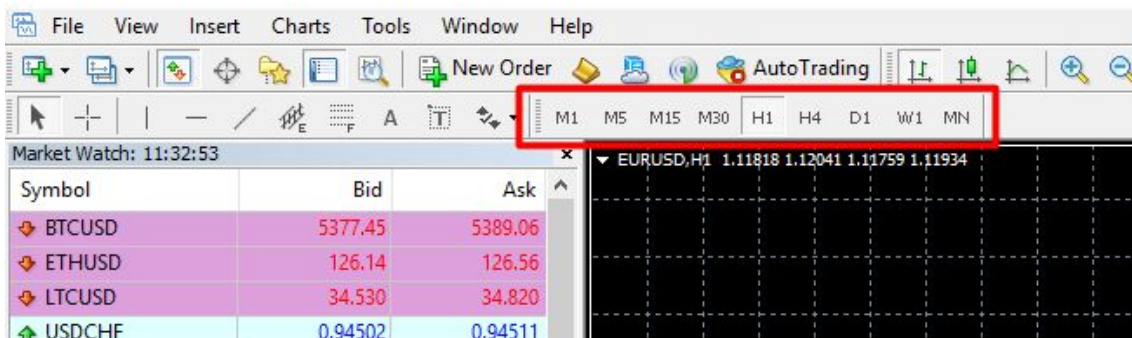 File View Insert Charts Tools Window Help
New Order AutoTrading
E F A T M1 M5 M15 M30 H1 H4 D1 W1 MN
Market Watch: 11:32:53 x
EURUSD,H1 1.11818 1.12041 1.11759 1.11934
Symbol Bid Ask
BTCUSD 5377.45 5389.06
ETHUSD 126.14 126.56
LTCUSD 34.530 34.820
USDCHF 0.94502 0.94511